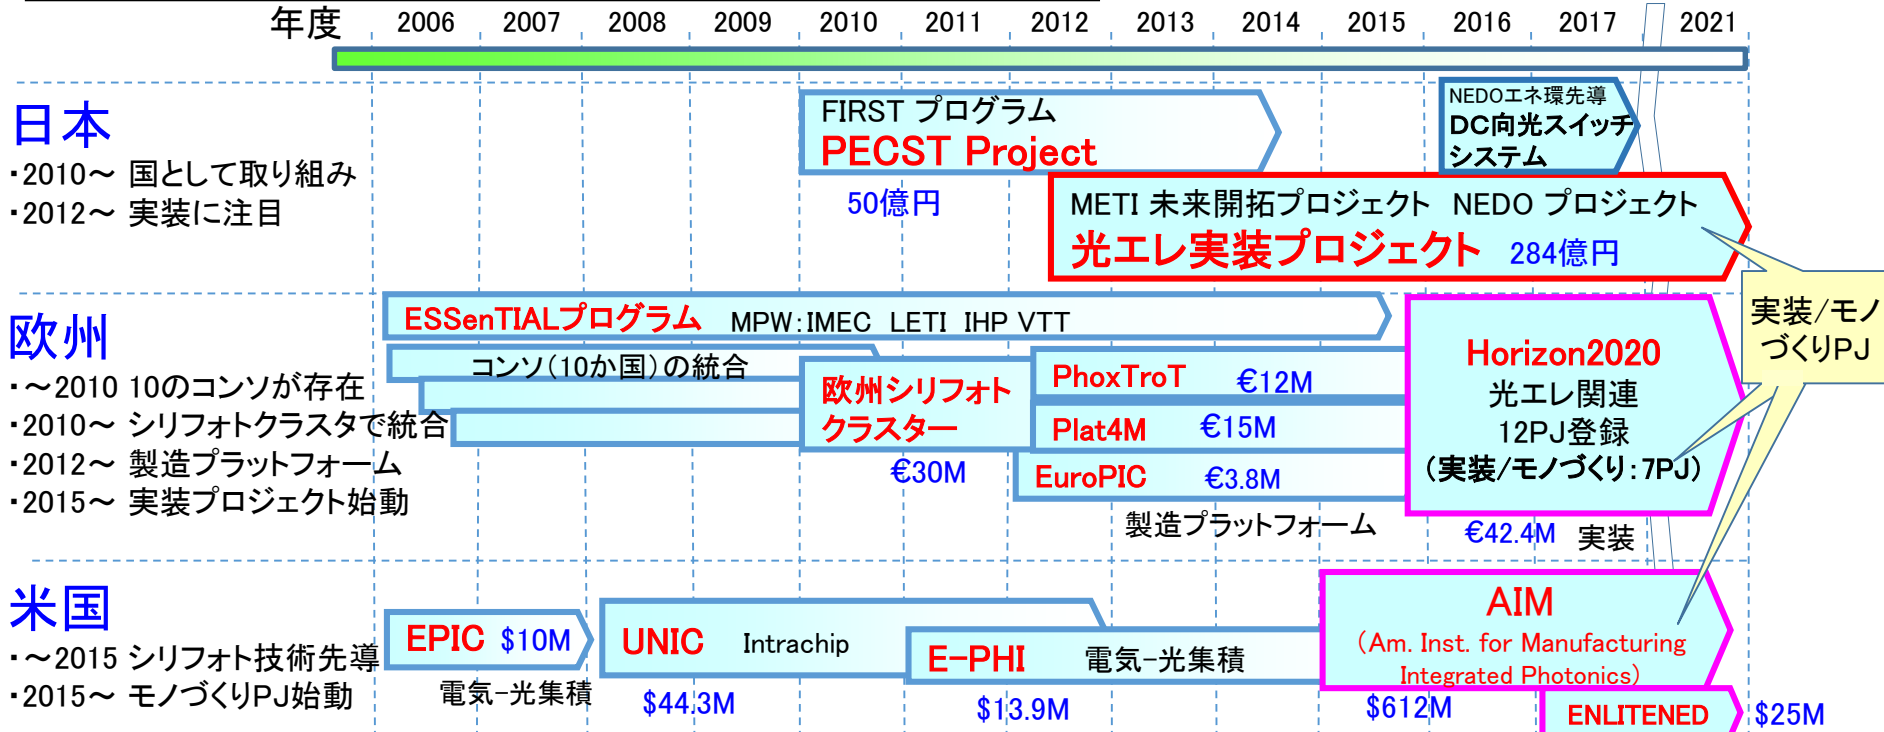 年度 2006 2007 2008 2009 2010 2011 2012 2013 2014 2015 2016 2017 2021
日本
・2010～ 国として取り組み
・2012～ 実装に注目
FIRST プログラム
PECST Project
50億円
NEDOエネ環先導
DC向光スイッチ
システム
METI 未来開拓プロジェクト NEDO プロジェクト
光エレ実装プロジェクト 284億円
実装/モノ
づくりPJ
欧州
・～2010 10のコンソが存在
・2010～ シリフォトクラスタで統合
・2012～ 製造プラットフォーム
・2015～ 実装プロジェクト始動
ESSenTIALプログラム MPW:IMEC LETI IHP VTT
コンソ(10か国)の統合
欧州シリフォト
クラスター
€30M
PhoxTroT €12M
Plat4M €15M
EuroPIC €3.8M
製造プラットフォーム
Horizon2020
光エレ関連
12PJ登録
(実装/モノづくり:7PJ)
€42.4M 実装
米国
・～2015 シリフォト技術先導
・2015～ モノづくりPJ始動
EPIC $10M
電気-光集積
UNIC Intrachip
$44.3M
E-PHI 電気-光集積
$13.9M
AIM
(Am. Inst. for Manufacturing
Integrated Photonics)
$612M
ENLITENED $25M